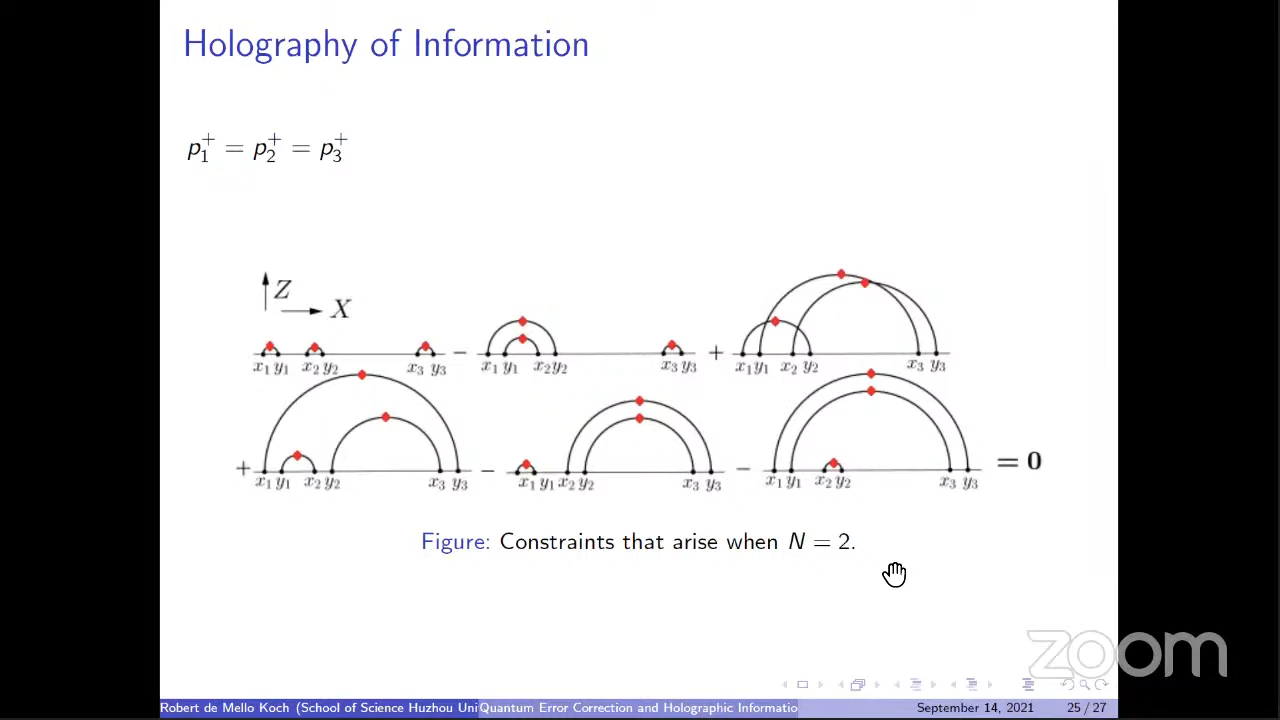 Holography of Information
p₁⁺ = p₂⁺ = p₃⁺
Z
X
x₁ y₁ x₂ y₂ x₃ y₃ − x₁ y₁ x₂ y₂ x₃ y₃ + x₁ y₁ x₂ y₂ x₃ y₃
+ x₁ y₁ x₂ y₂ x₃ y₃ − x₁ y₁ x₂ y₂ x₃ y₃ − x₁ y₁ x₂ y₂ x₃ y₃ = 0
Figure: Constraints that arise when N = 2.
zoom
Robert de Mello Koch (School of Science Huzhou Uni Quantum Error Correction and Holographic Informatio September 14, 2021 25 / 27